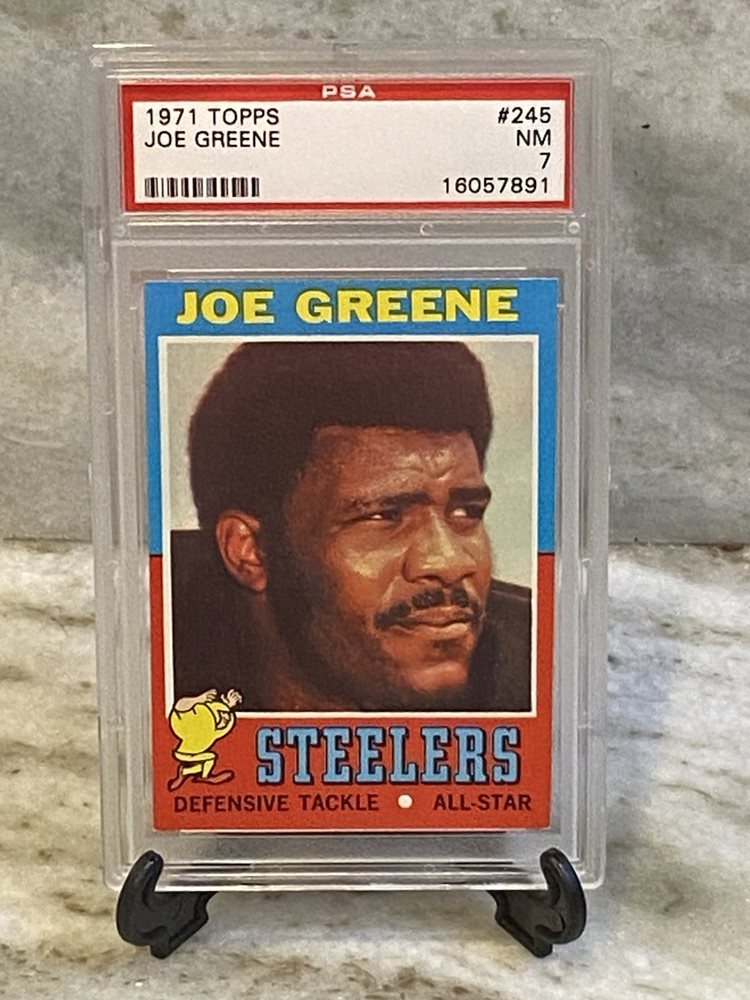 PSA
1971 TOPPS #245
JOE GREENE NM
7
16057891
JOE GREENE
STEELERS
DEFENSIVE TACKLE • ALL-STAR